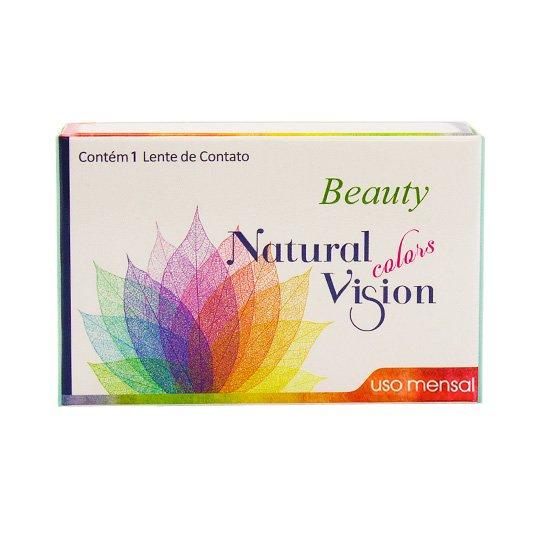 Contém 1 Lente de Contato
Beauty
Natural
colors
Vision
uso mensal